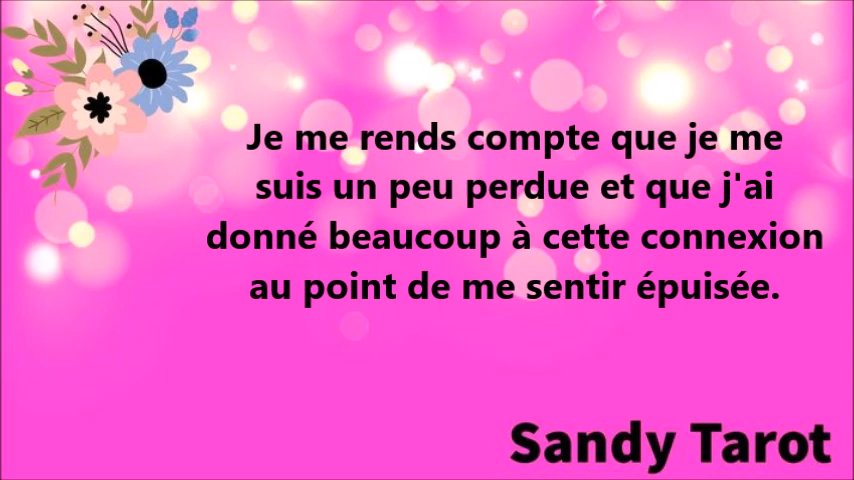 Je me rends compte que je me
suis un peu perdue et que j'ai
donné beaucoup à cette connexion
au point de me sentir épuisée.
Sandy Tarot